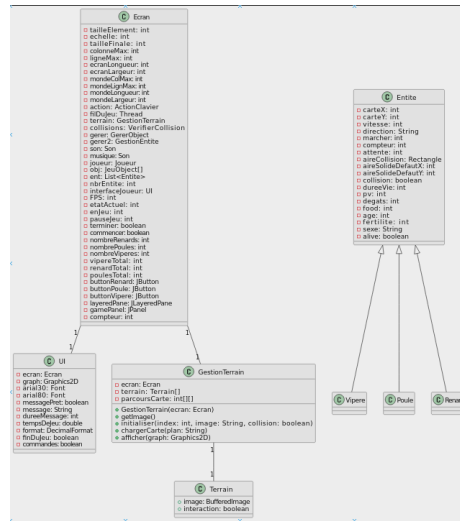 C Ecran
tailleElement: int
echelle: int
tailleFinale: int
colonneMax: int
ligneMax: int
ecranLongueur: int
ecranLargeur: int
mondeColMax: int
mondeLignMax: int
mondeLongueur: int
mondeLargeur: int
action: ActionClavier
filDuJeu: Thread
terrain: GestionTerrain
collisions: VerifierCollision
gerer: GererObject
gerer2: GestionEntite
son: Son
musique: Son
joueur: Joueur
obj: JeuObject[]
ent: List<Entite>
nbrEntite: int
interfaceJoueur: UI
FPS: int
etatActuel: int
enJeu: int
pauseJeu: int
terminer: boolean
commencer: boolean
nombreRenards: int
nombrePoules: int
nombreViperes: int
vipereTotal: int
renardTotal: int
poulesTotal: int
buttonRenard: JButton
buttonPoule: JButton
buttonVipere: JButton
layeredPane: JLayeredPane
gamePanel: JPanel
compteur: int
1
1
1
1
C UI
ecran: Ecran
graph: Graphics2D
arial30: Font
arial80: Font
messagePret: boolean
message: String
dureeMessage: int
tempsDeJeu: double
format: DecimalFormat
finDuJeu: boolean
commandes: boolean
C GestionTerrain
ecran: Ecran
terrain: Terrain[]
parcoursCarte: int[][]
GestionTerrain(ecran: Ecran)
getImage()
initialiser(index: int, image: String, collision: boolean)
chargerCarte(plan: String)
afficher(graph: Graphics2D)
1
1
C Terrain
image: BufferedImage
interaction: boolean
C Entite
carteX: int
carteY: int
vitesse: int
direction: String
marcher: int
compteur: int
attente: int
aireCollision: Rectangle
aireSolideDefautX: int
aireSolideDefautY: int
collision: boolean
dureeVie: int
pv: int
degats: int
food: int
age: int
fertilite: int
sexe: String
alive: boolean
C Vipere
C Poule
C Renar